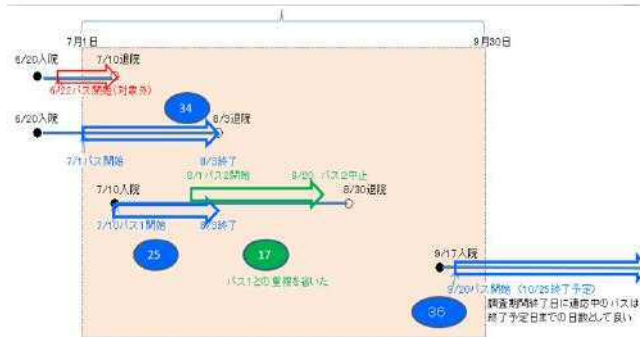 7月1日
9月30日
6/20入院
7/10退院
6/22パス開始(対象外)
34
6/20入院
8/3退院
7/1パス開始
8/3終了
8/1パス2開始
8/20 パス2中止
7/10入院
8/30退院
7/10パス1開始
8/3終了
25
17
パス1との重複を省いた
9/17入院
9/20パス開始 (10/25終了予定)
36
調査期間終了日に適応中のパスは
終了予定日までの日数として良い